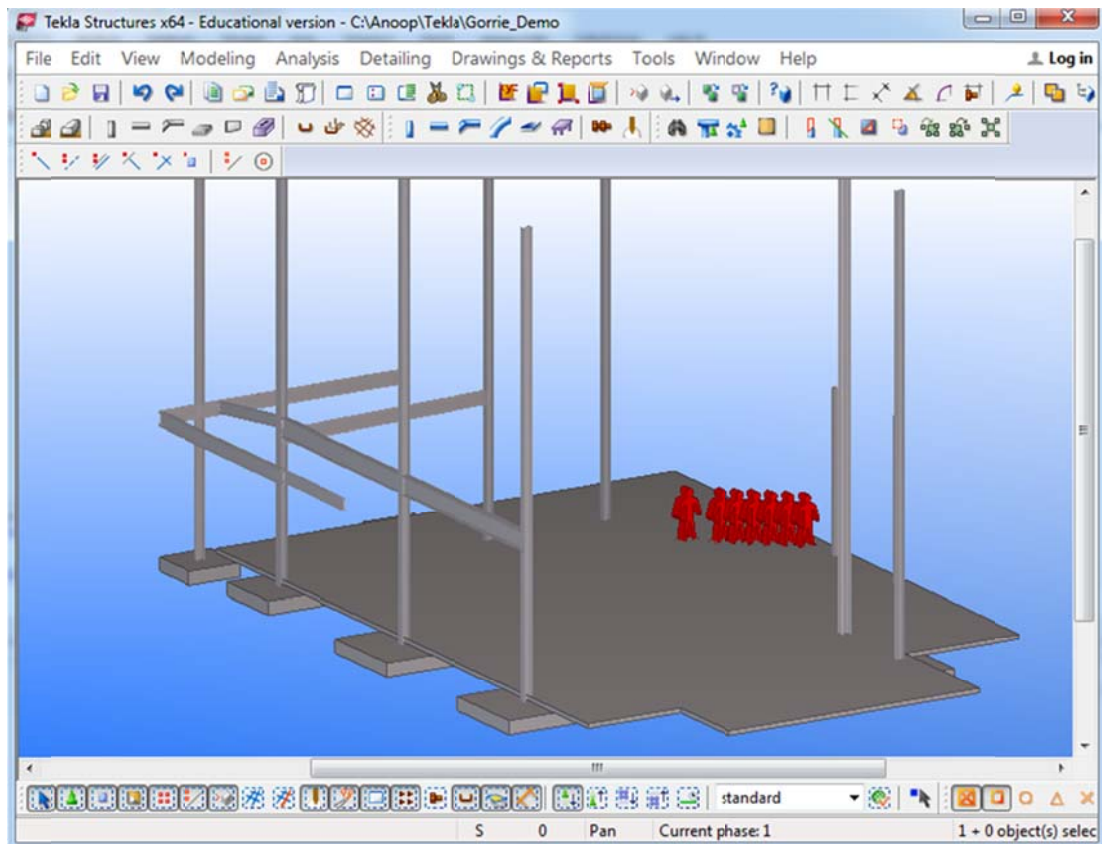 Tekla Structures x64 - Educational version - C:\Anoop\Tekla\Gorrie_Demo
File Edit View Modeling Analysis Detailing Drawings & Reports Tools Window Help Log in
standard
S 0 Pan Current phase: 1 1 + 0 object(s) selec